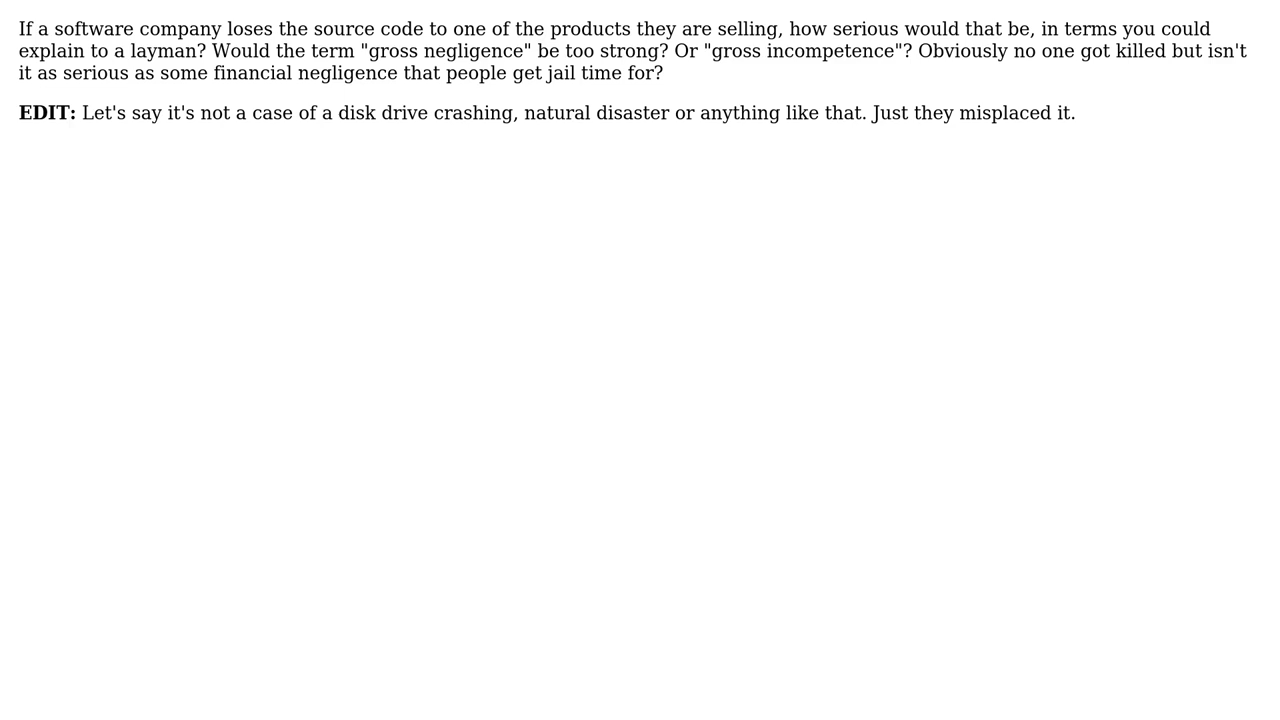 If a software company loses the source code to one of the products they are selling, how serious would that be, in terms you could
explain to a layman? Would the term "gross negligence" be too strong? Or "gross incompetence"? Obviously no one got killed but isn't
it as serious as some financial negligence that people get jail time for?
EDIT: Let's say it's not a case of a disk drive crashing, natural disaster or anything like that. Just they misplaced it.